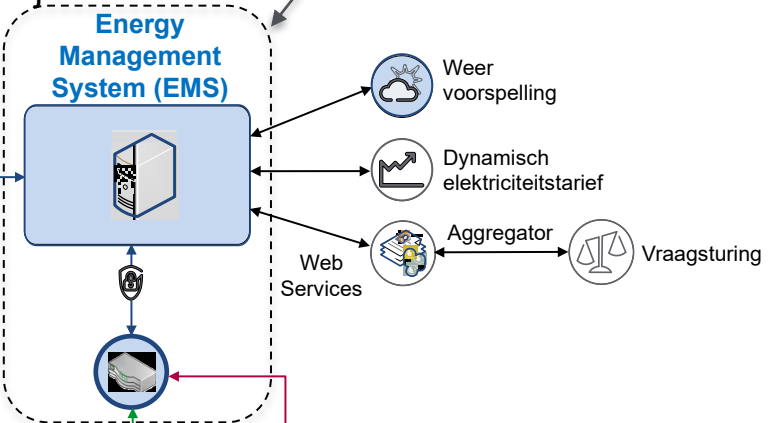 Energy
Management
System (EMS)
Weer
voorspelling
Dynamisch
elektriciteitstarief
Aggregator
Vraagsturing
Web
Services